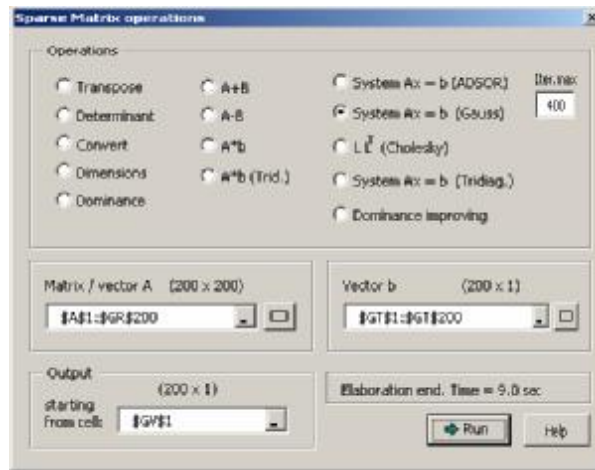 Sparse Matrix operations
Operations
Transpose
Determinant
Convert
Dimensions
Dominance
A+B
A-B
A*b
A*b (Trid.)
System Ax = b (ADSOR)
System Ax = b (Gauss)
LLᵀ (Cholesky)
System Ax = b (Tridiag.)
Dominance improving
Iter.max
400
Matrix / vector A (200 x 200)
$A$1:$GR$200
Vector b (200 x 1)
$GT$1:$GT$200
Output
(200 x 1)
starting
from cell:
$GV$1
Elaboration end. Time = 9.0 sec
Run
Help